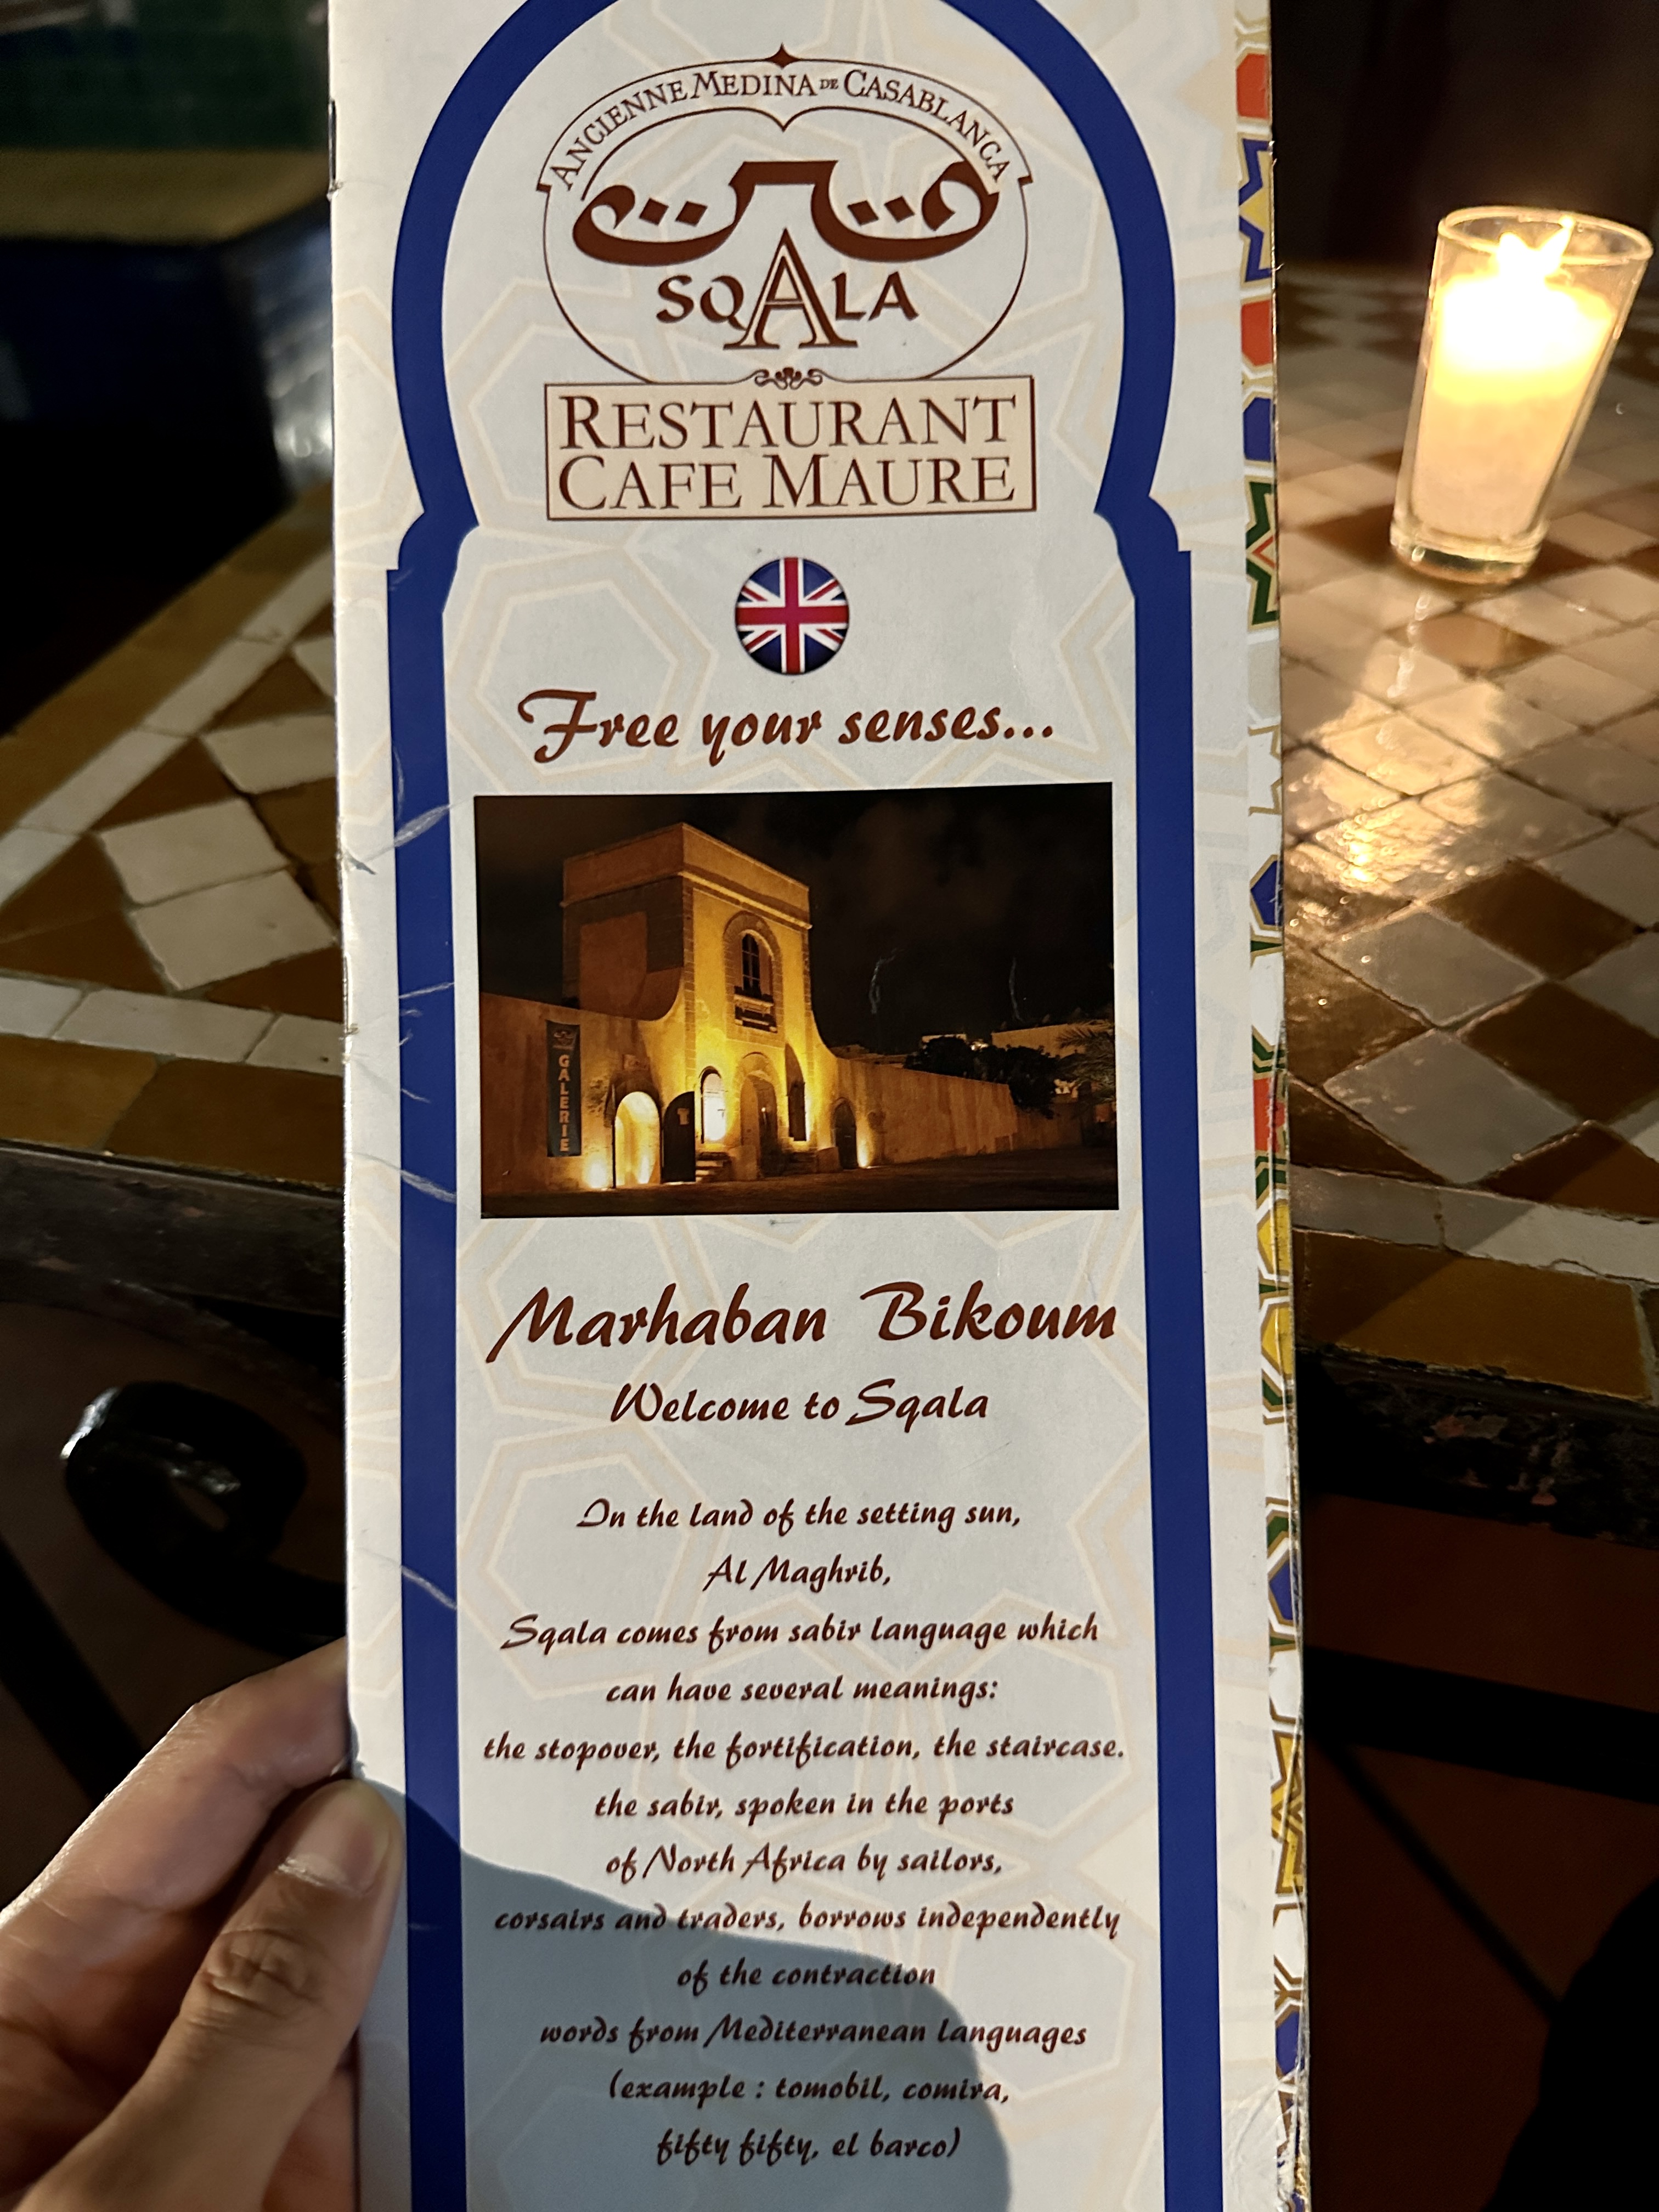 ANCIENNE MEDINA DE CASABLANCA
SQALA
RESTAURANT
CAFE MAURE
Free your senses...
GALERIE
Marhaban Bikoum
Welcome to Sqala
In the land of the setting sun,
Al Maghrib,
Sqala comes from sabir language which
can have several meanings:
the stopover, the fortification, the staircase.
the sabir, spoken in the ports
of North Africa by sailors,
corsairs and traders, borrows independently
of the contraction
words from Mediterranean languages
(example : tomobil, comira,
fifty fifty, el barco)